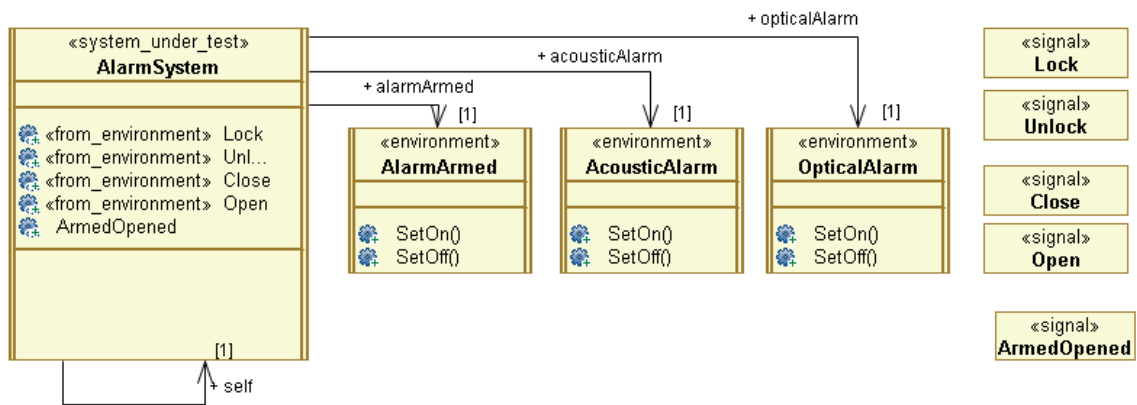 «system_under_test»
AlarmSystem
«from_environment» Lock
«from_environment» Unl...
«from_environment» Close
«from_environment» Open
ArmedOpened
[1]
+ self
+ opticalAlarm
+ acousticAlarm
+ alarmArmed
[1]
[1]
[1]
«environment»
AlarmArmed
SetOn()
SetOff()
«environment»
AcousticAlarm
SetOn()
SetOff()
«environment»
OpticalAlarm
SetOn()
SetOff()
«signal»
Lock
«signal»
Unlock
«signal»
Close
«signal»
Open
«signal»
ArmedOpened